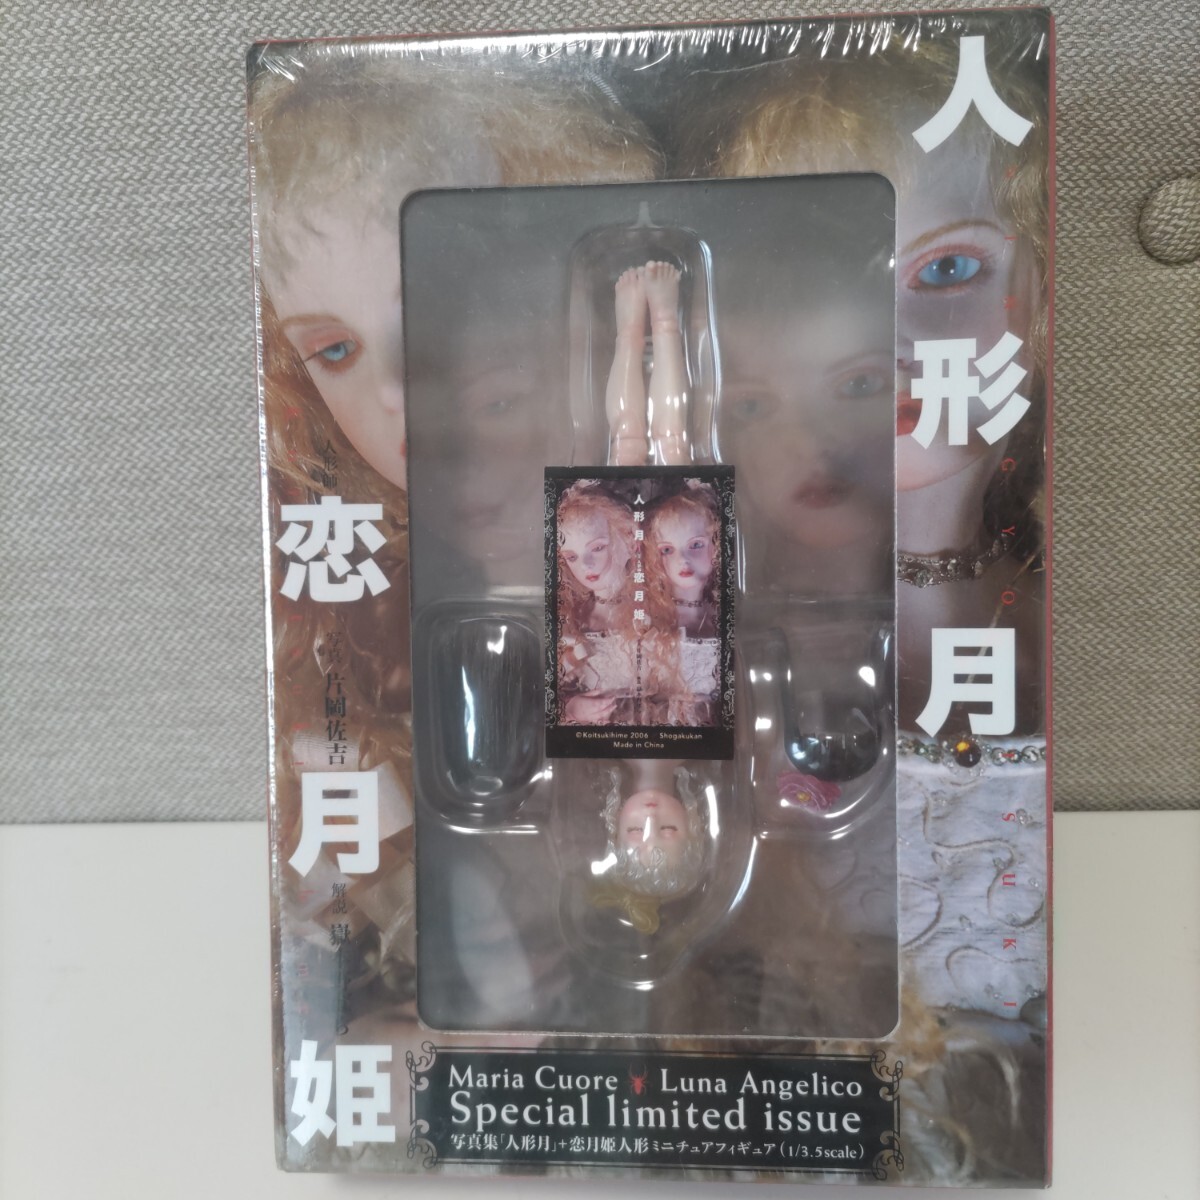 人形月
NINGYOTSUKI
恋月姫
人形師
写真 片岡佐吉
解説 嶽
人形月
恋月姫
©Koitsukihime 2006 Shogakukan
Made in China
Maria Cuore Luna Angelico
Special limited issue
写真集「人形月」+恋月姫人形ミニチュアフィギュア(1/3.5scale)